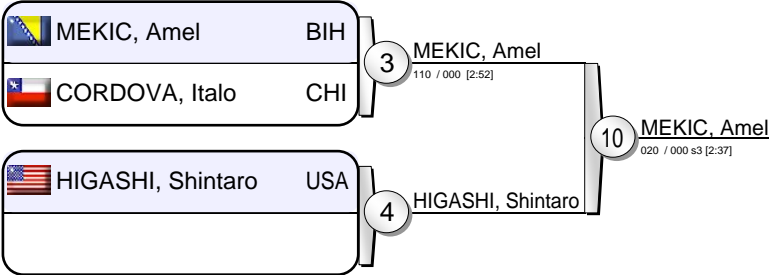 MEKIC, Amel BIH
CORDOVA, Italo CHI
3
MEKIC, Amel
110 / 000 [2:52]
HIGASHI, Shintaro USA
4
HIGASHI, Shintaro
10
MEKIC, Amel
020 / 000 s3 [2:37]